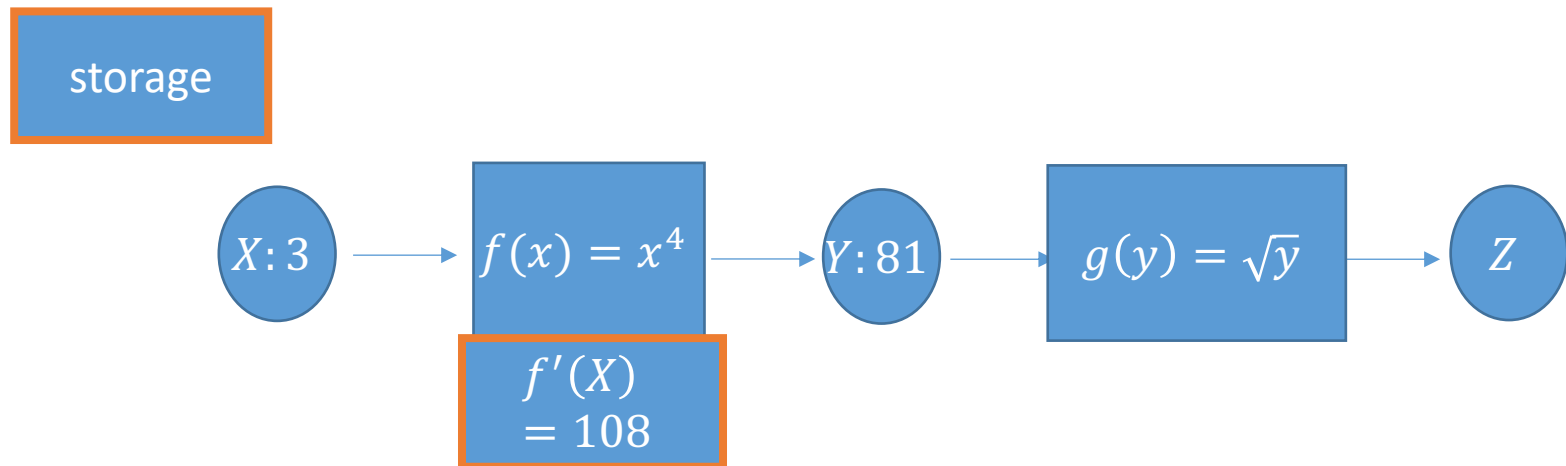 storage
X: 3
f(x) = x⁴
Y: 81
g(y) = √y
Z
f′(X)
= 108